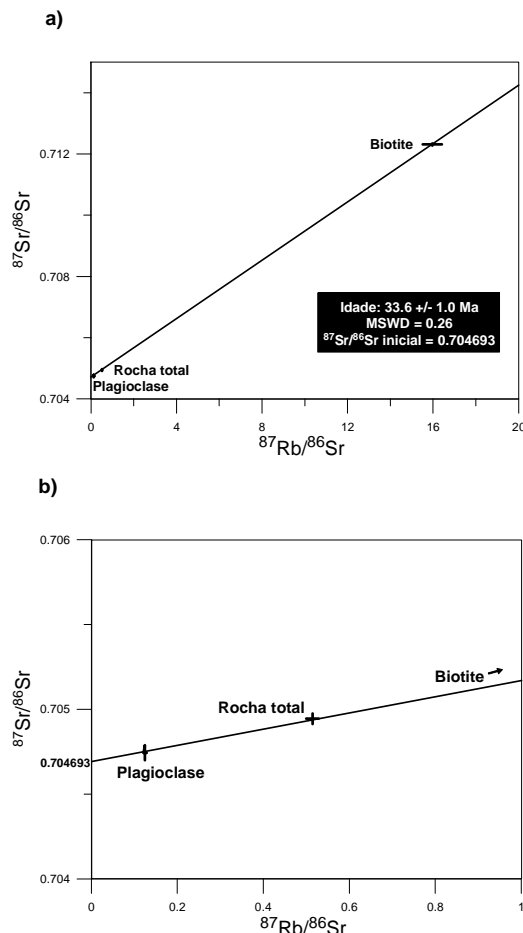 a)
0.712
0.708
0.704
⁸⁷Sr/⁸⁶Sr
Biotite
Idade: 33.6 +/- 1.0 Ma
MSWD = 0.26
⁸⁷Sr/⁸⁶Sr inicial = 0.704693
Rocha total
Plagioclase
0 4 8 12 16 20
⁸⁷Rb/⁸⁶Sr
b)
0.706
0.705
0.704693
0.704
⁸⁷Sr/⁸⁶Sr
Biotite
Rocha total
Plagioclase
0 0.2 0.4 0.6 0.8 1
⁸⁷Rb/⁸⁶Sr